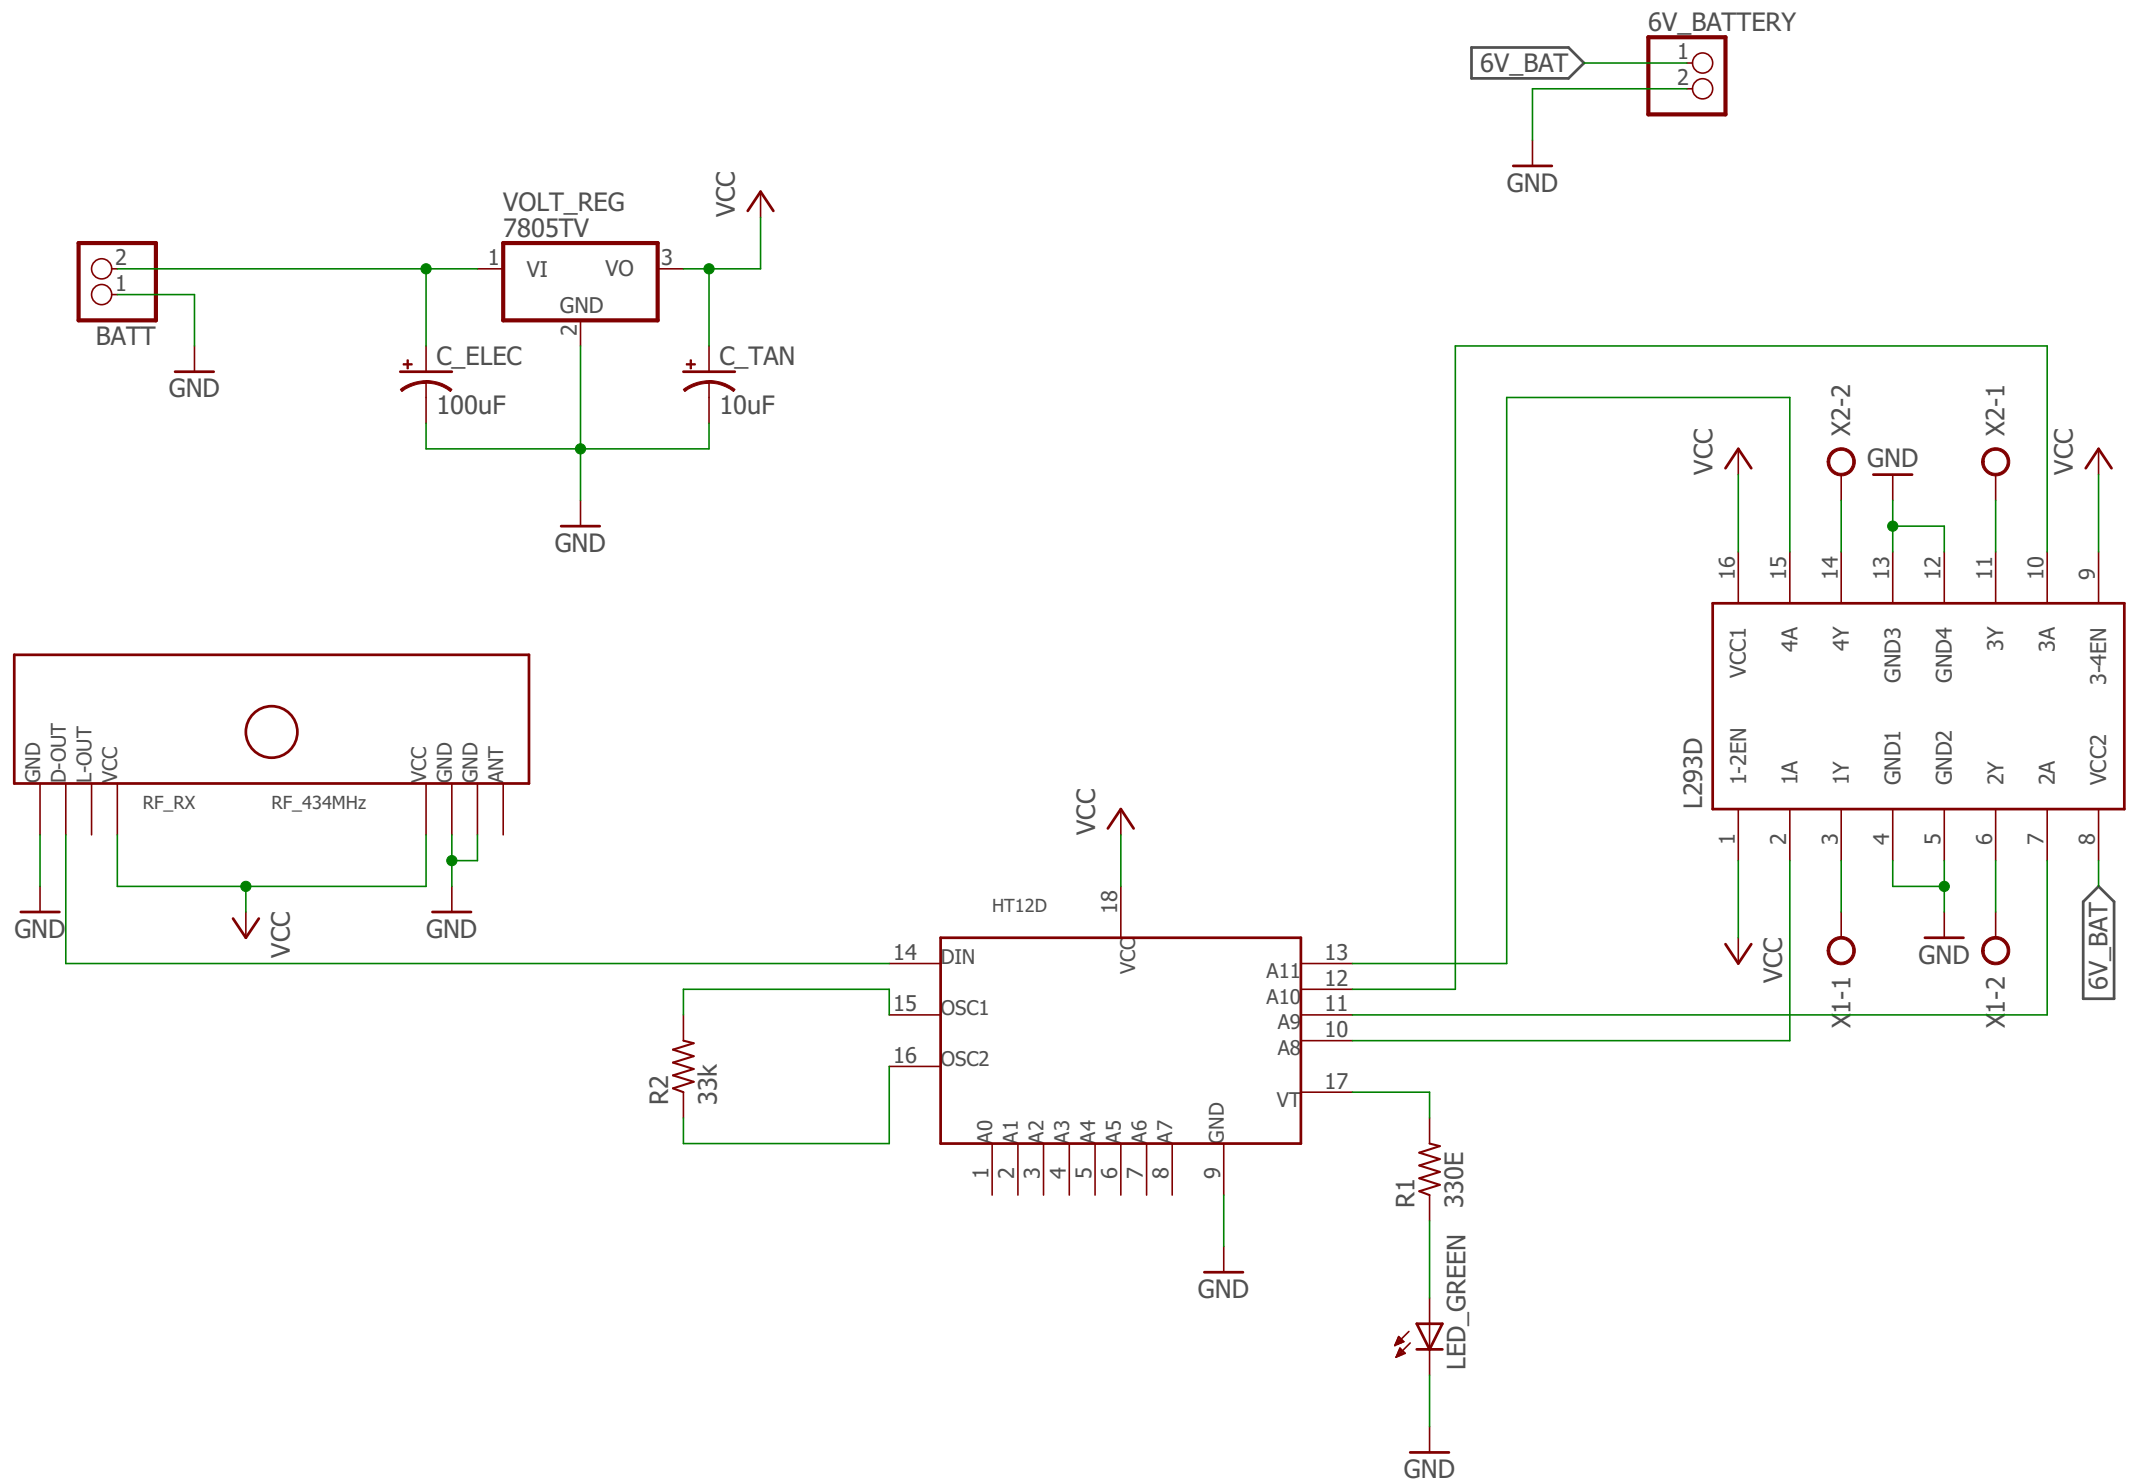 6V_BATTERY
6V_BAT
1
2
GND
VOLT_REG
7805TV
VCC
2
1
BATT
GND
1
VI
VO
3
GND
2
C_ELEC
100uF
C_TAN
10uF
GND
VCC
X2-2
GND
X2-1
VCC
16
15
14
13
12
11
10
9
VCC1
4A
4Y
GND3
GND4
3Y
3A
3-4EN
L293D
1-2EN
1A
1Y
GND1
GND2
2Y
2A
VCC2
1
2
3
4
5
6
7
8
VCC
X1-1
GND
X1-2
6V_BAT
GND
D-OUT
L-OUT
VCC
VCC
GND
GND
ANT
RF_RX
RF_434MHz
GND
VCC
GND
VCC
HT12D
18
VCC
14
DIN
15
OSC1
16
OSC2
13
A11
12
A10
11
A9
10
A8
17
VT
R2
33k
A0
A1
A2
A3
A4
A5
A6
A7
GND
1
2
3
4
5
6
7
8
9
GND
R1
330E
LED_GREEN
GND